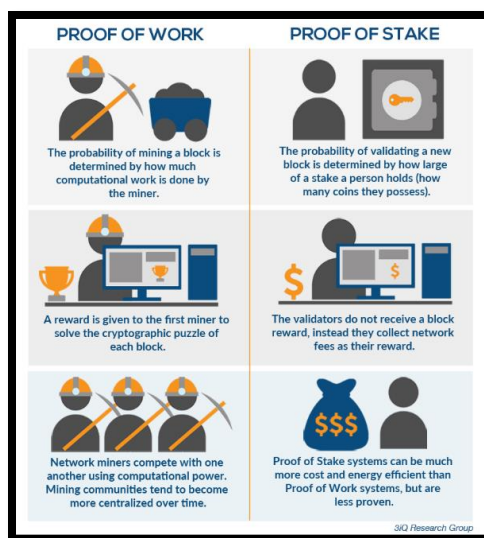 PROOF OF WORK
PROOF OF STAKE
The probability of mining a block is
determined by how much
computational work is done by
the miner.
The probability of validating a new
block is determined by how large
of a stake a person holds (how
many coins they possess).
A reward is given to the first miner to
solve the cryptographic puzzle of
each block.
$
$
The validators do not receive a block
reward, instead they collect network
fees as their reward.
Network miners compete with one
another using computational power.
Mining communities tend to become
more centralized over time.
$$$
Proof of Stake systems can be much
more cost and energy efficient than
Proof of Work systems, but are
less proven.
3iQ Research Group